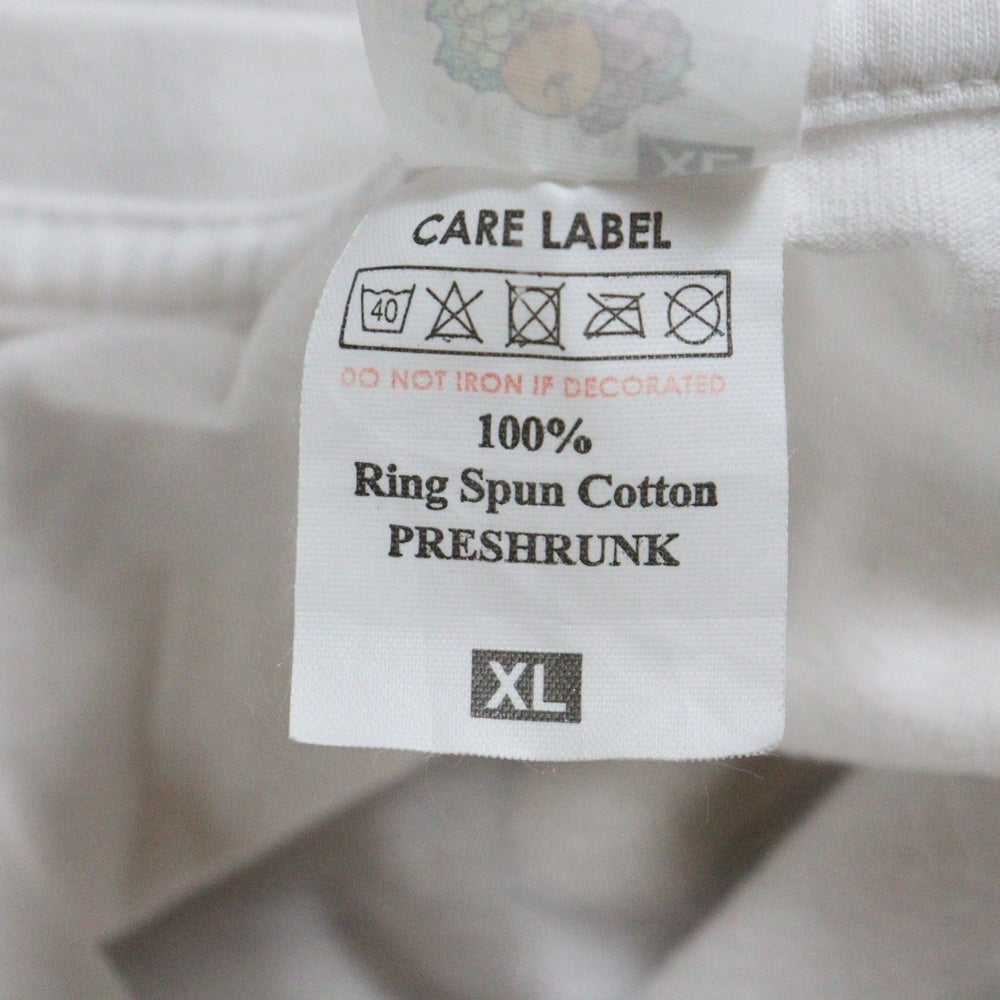 CARE LABEL
40
DO NOT IRON IF DECORATED
100%
Ring Spun Cotton
PRESHRUNK
XL